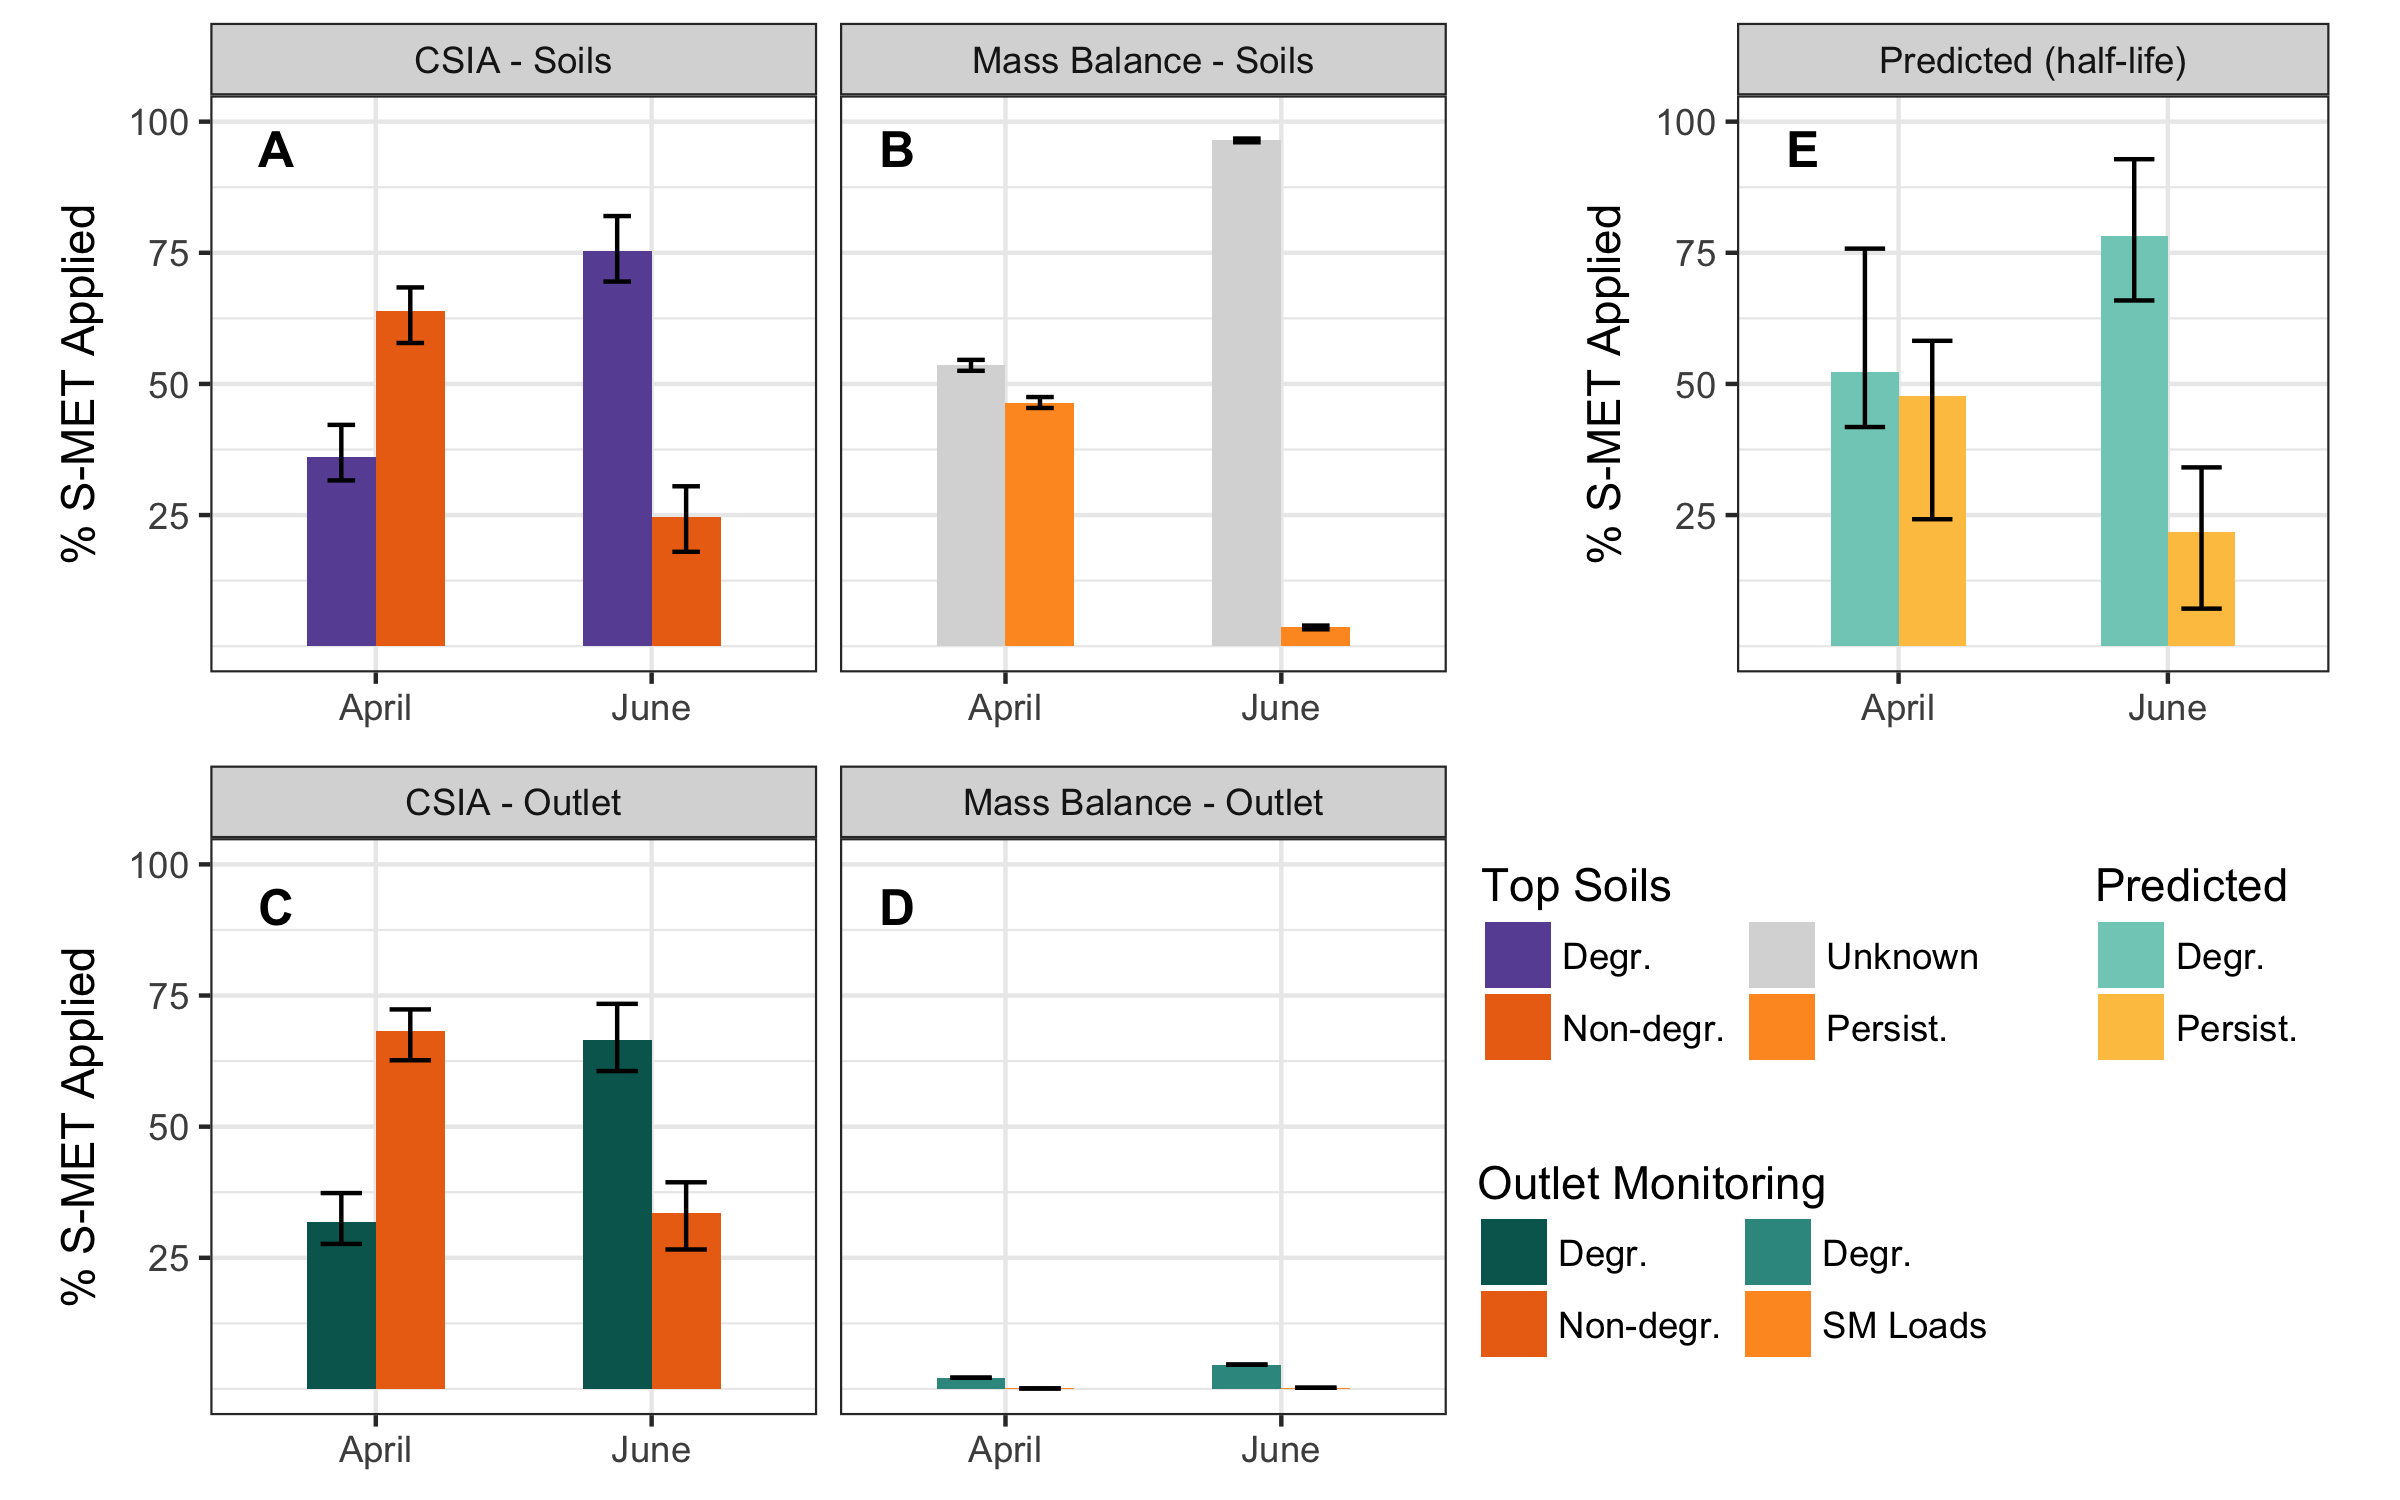 CSIA - Soils
Mass Balance - Soils
Predicted (half-life)
% S-MET Applied
100
75
50
25
A
April
June
B
April
June
% S-MET Applied
100
75
50
25
E
April
June
CSIA - Outlet
Mass Balance - Outlet
% S-MET Applied
100
75
50
25
C
April
June
D
April
June
Top Soils
Degr.
Unknown
Non-degr.
Persist.
Predicted
Degr.
Persist.
Outlet Monitoring
Degr.
Degr.
Non-degr.
SM Loads